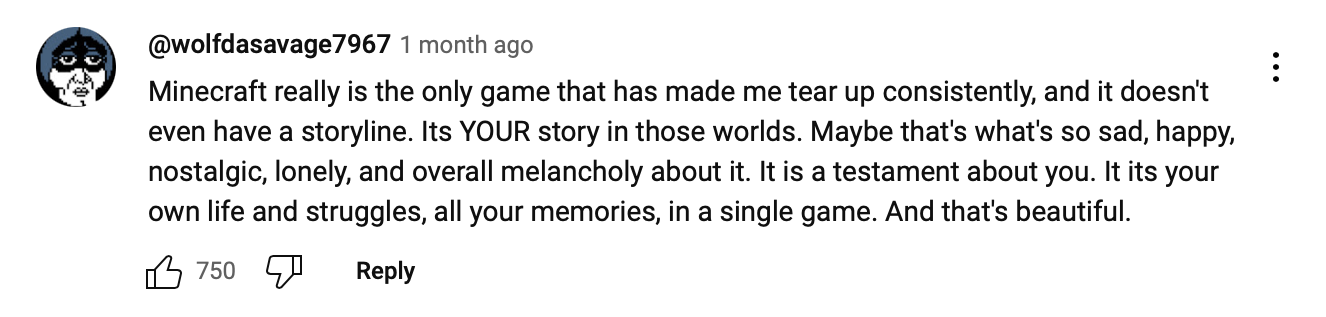 @wolfdasavage7967 1 month ago
Minecraft really is the only game that has made me tear up consistently, and it doesn't
even have a storyline. Its YOUR story in those worlds. Maybe that's what's so sad, happy,
nostalgic, lonely, and overall melancholy about it. It is a testament about you. It its your
own life and struggles, all your memories, in a single game. And that's beautiful.
750 Reply